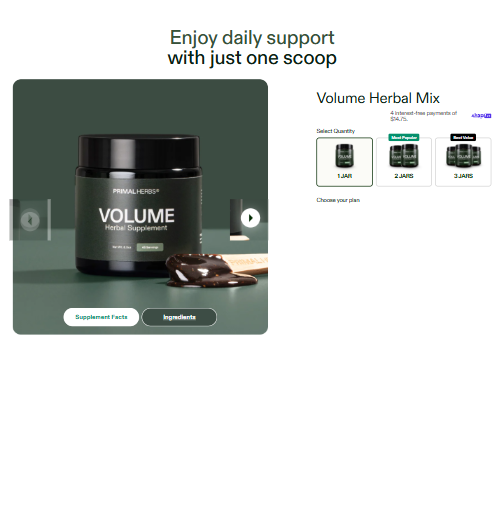 Enjoy daily support
with just one scoop
Volume Herbal Mix
4 interest-free payments of
$14.75.
Select Quantity
Most Popular
Best Value
1 JAR
2 JARS
3 JARS
Choose your plan
PRIMALHERBS®
VOLUME
Herbal Supplement
Supplement Facts
Ingredients